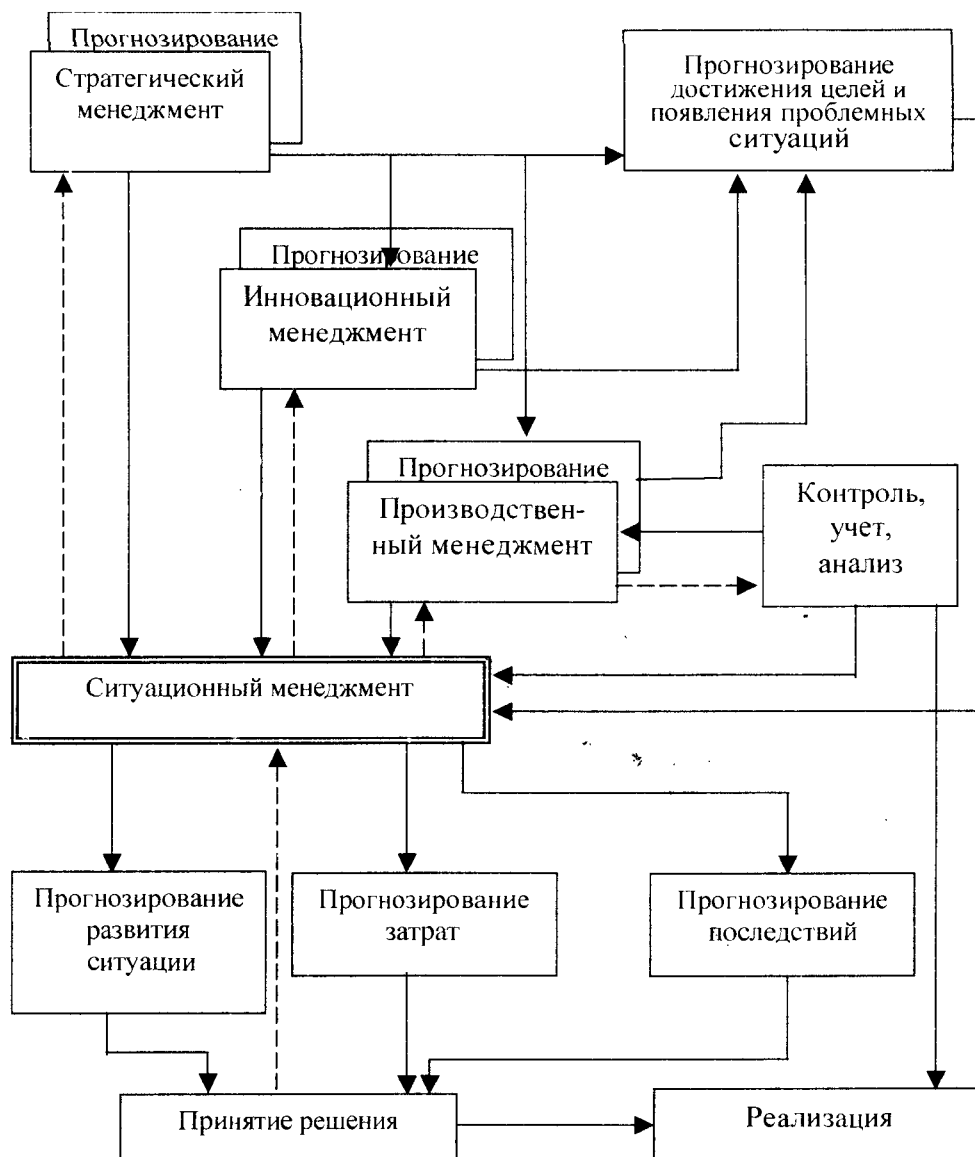 Прогнозирование
Стратегический
менеджмент
Прогнозирование
достижения целей и
появления проблемных
ситуаций
Прогнозирование
Инновационный
менеджмент
Прогнозирование
Производствен-
ный менеджмент
Контроль,
учет,
анализ
Ситуационный менеджмент
Прогнозирование
развития
ситуации
Прогнозирование
затрат
Прогнозирование
последствий
Принятие решения
Реализация